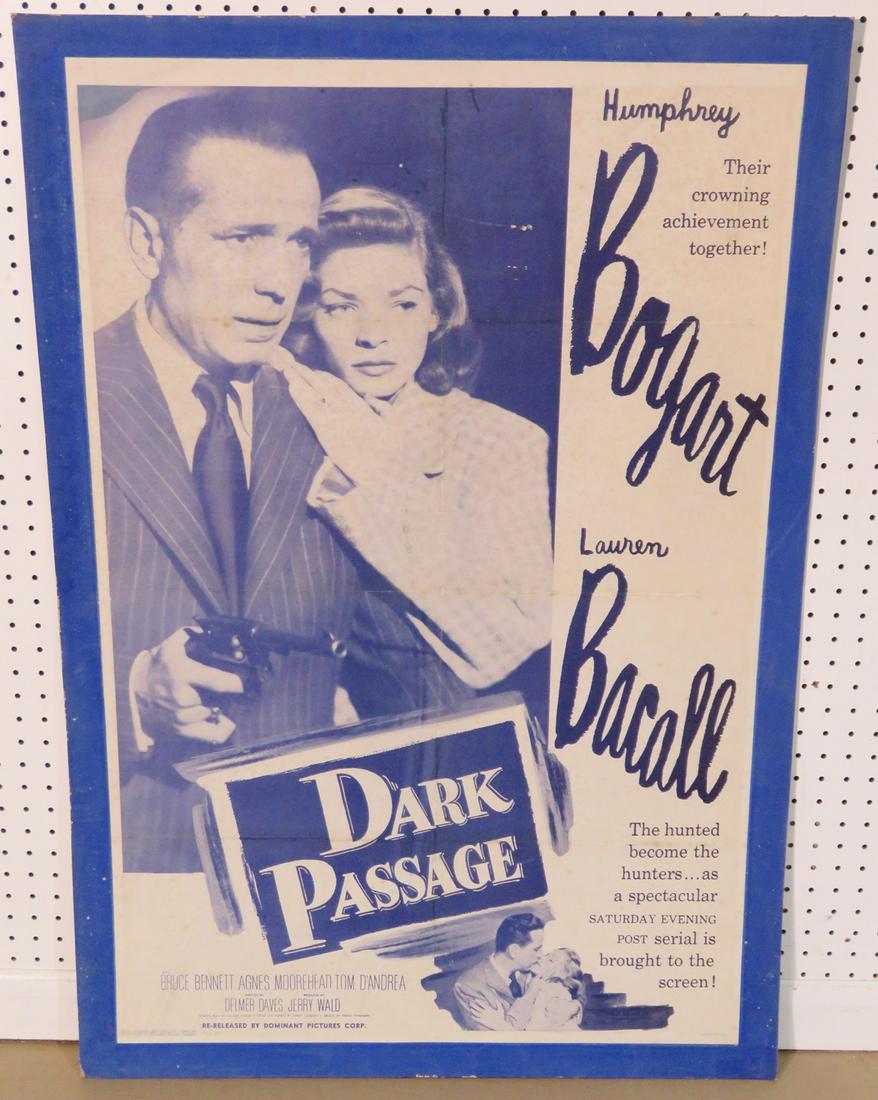 Humphrey
Bogart
Their
crowning
achievement
together!
Lauren
Bacall
The hunted
become the
hunters...as
a spectacular
SATURDAY EVENING
POST serial is
brought to the
screen!
DARK
PASSAGE
BRUCE BENNETT AGNES MOOREHEAD TOM D'ANDREA
DELMER DAVES JERRY WALD
RE-RELEASED BY DOMINANT PICTURES CORP.